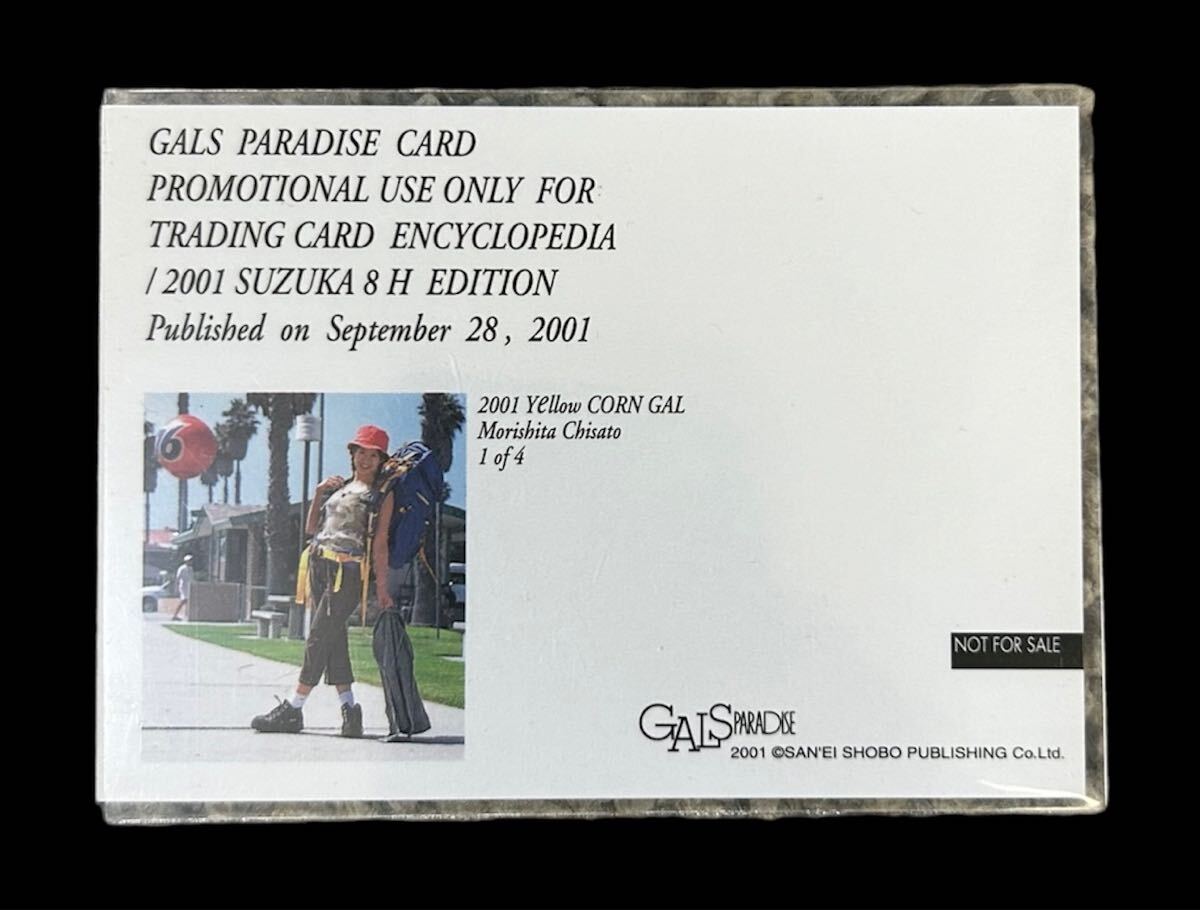 GALS PARADISE CARD
PROMOTIONAL USE ONLY FOR
TRADING CARD ENCYCLOPEDIA
/ 2001 SUZUKA 8 H EDITION
Published on September 28, 2001
76
2001 Yellow CORN GAL
Morishita Chisato
1 of 4
NOT FOR SALE
GALS PARADISE
2001 ©SAN'EI SHOBO PUBLISHING Co.Ltd.